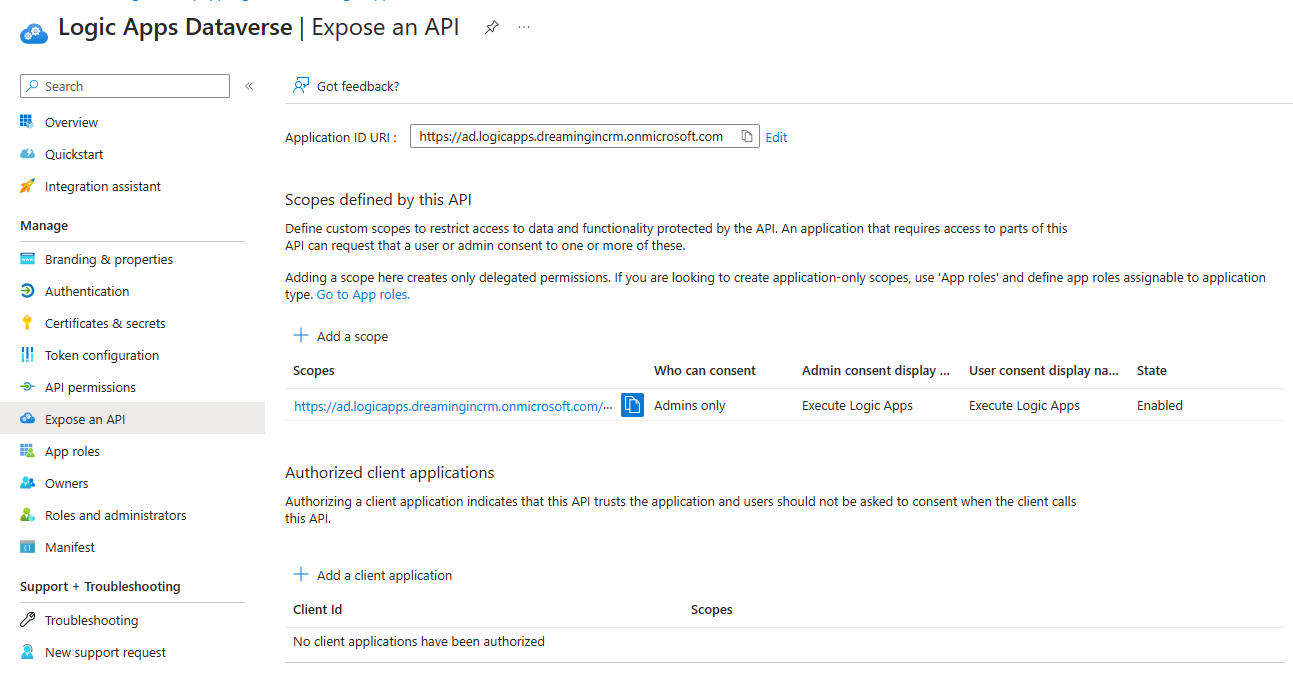 Logic Apps Dataverse | Expose an API
Search
«
Overview
Quickstart
Integration assistant
Manage
Branding & properties
Authentication
Certificates & secrets
Token configuration
API permissions
Expose an API
App roles
Owners
Roles and administrators
Manifest
Support + Troubleshooting
Troubleshooting
New support request
Got feedback?
Application ID URI : https://ad.logicapps.dreamingincrm.onmicrosoft.com Edit
Scopes defined by this API
Define custom scopes to restrict access to data and functionality protected by the API. An application that requires access to parts of this
API can request that a user or admin consent to one or more of these.
Adding a scope here creates only delegated permissions. If you are looking to create application-only scopes, use 'App roles' and define app roles assignable to application
type. Go to App roles.
Add a scope
Scopes Who can consent Admin consent display ... User consent display na... State
https://ad.logicapps.dreamingincrm.onmicrosoft.com/... Admins only Execute Logic Apps Execute Logic Apps Enabled
Authorized client applications
Authorizing a client application indicates that this API trusts the application and users should not be asked to consent when the client calls
this API.
Add a client application
Client Id Scopes
No client applications have been authorized